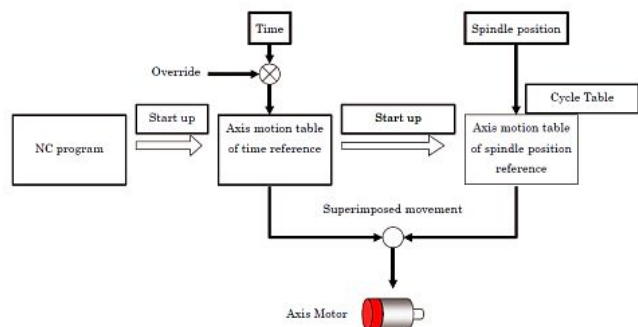 Time
Spindle position
Override
Cycle Table
NC program
Start up
Axis motion table
of time reference
Start up
Axis motion table
of spindle position
reference
Superimposed movement
Axis Motor